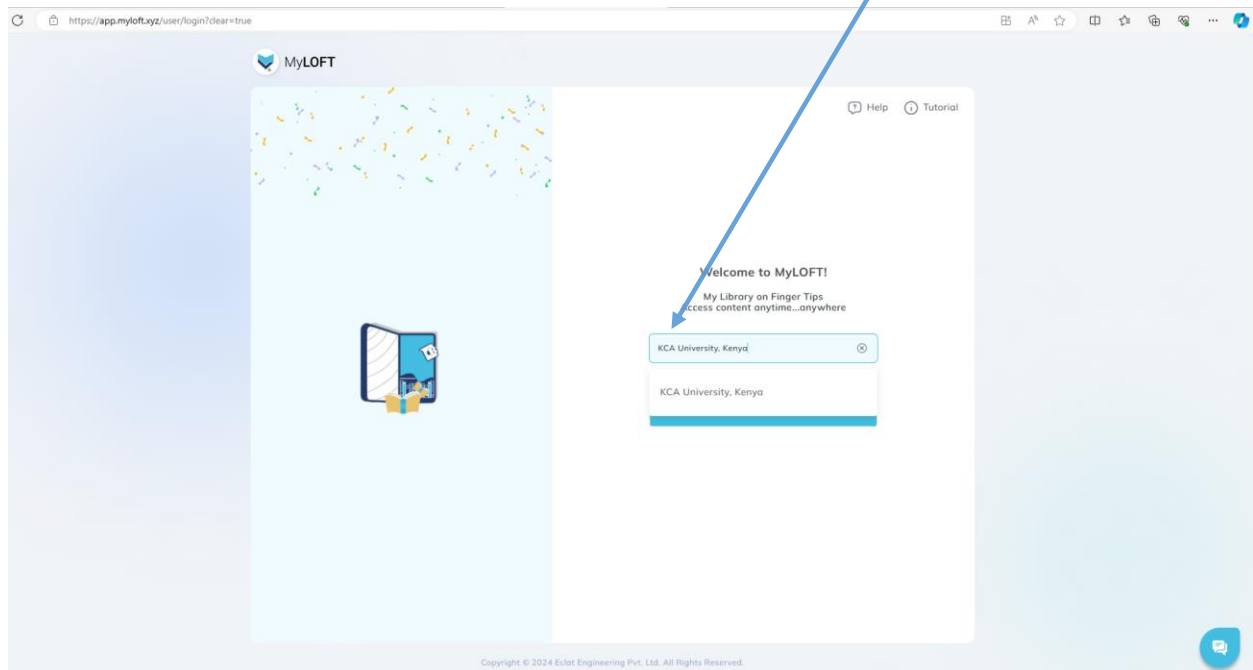 https://app.myloft.xyz/user/login?clear=true
MyLOFT
Help
Tutorial
Welcome to MyLOFT!
My Library on Finger Tips
ccess content anytime...anywhere
KCA University, Kenya
KCA University, Kenya
Copyright © 2024 Eclat Engineering Pvt. Ltd. All Rights Reserved.